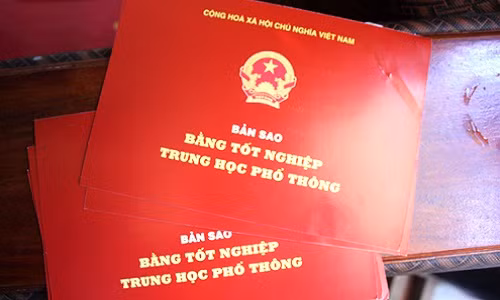 CỘNG HOÀ XÃ HỘI CHỦ NGHĨA VIỆT NAM
BẢN SAO
BẰNG TỐT NGHIỆP
TRUNG HỌC PHỔ THÔNG
BẢN SAO
BẰNG TỐT NGHIỆP
TRUNG HỌC PHỔ THÔNG